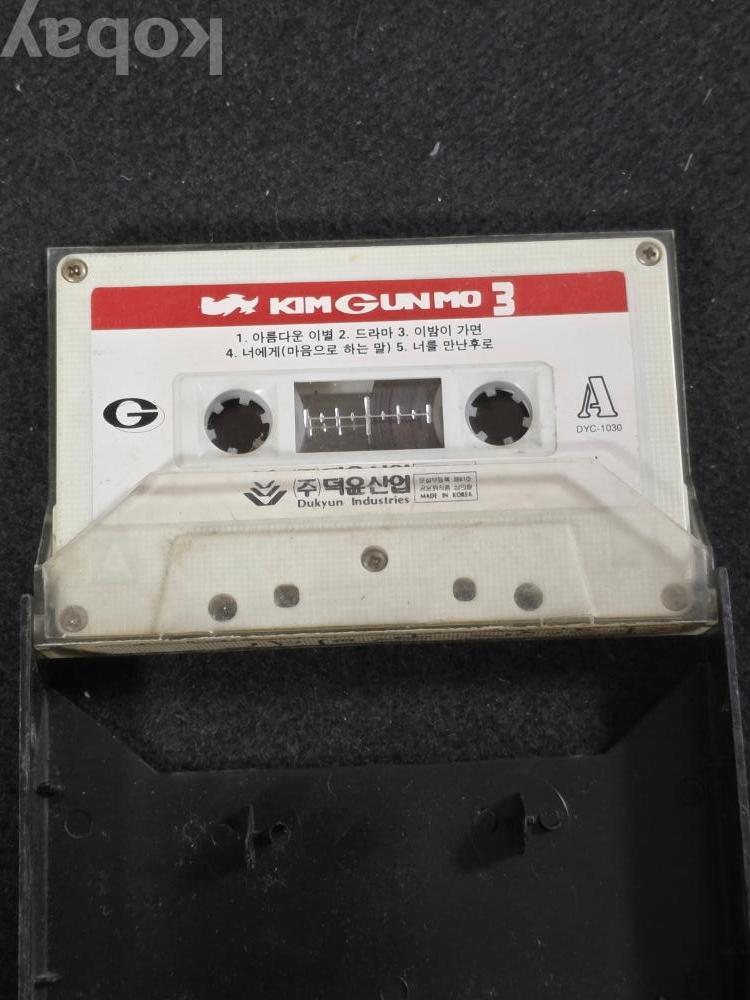 kobay
KIM GUN MO 3
1. 아름다운 이별 2. 드라마 3. 이밤이 가면
4. 너에게(마음으로 하는 말) 5. 너를 만난후로
G
A
DYC-1030
(주)덕윤산업
Dukyun Industries
MADE IN KOREA